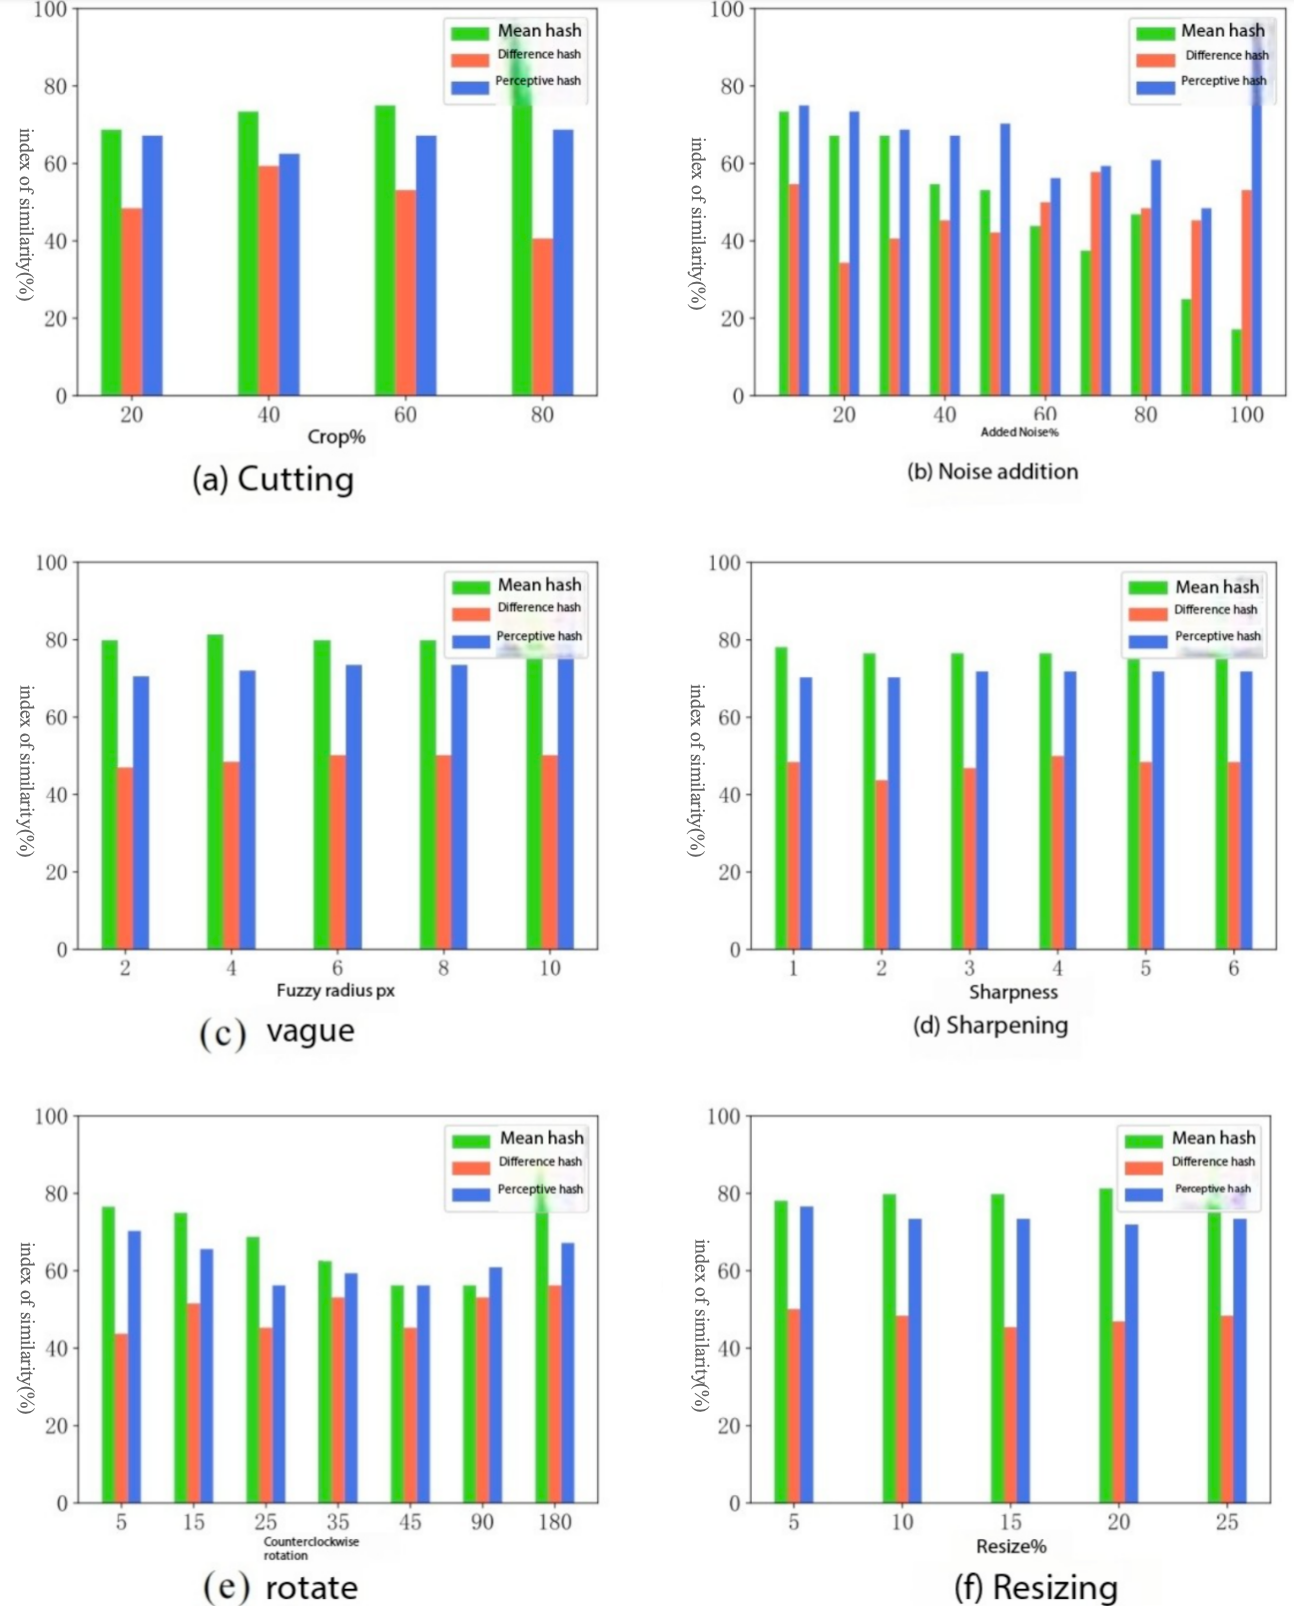 100
80
60
40
20
0
index of similarity(%)
Mean hash
Difference hash
Perceptive hash
20 40 60 80
Crop%
(a) Cutting
100
80
60
40
20
0
index of similarity(%)
Mean hash
Difference hash
Perceptive hash
20 40 60 80 100
Added Noise%
(b) Noise addition
100
80
60
40
20
0
index of similarity(%)
Mean hash
Difference hash
Perceptive hash
2 4 6 8 10
Fuzzy radius px
(c) vague
100
80
60
40
20
0
index of similarity(%)
Mean hash
Difference hash
Perceptive hash
1 2 3 4 5 6
Sharpness
(d) Sharpening
100
80
60
40
20
0
index of similarity(%)
Mean hash
Difference hash
Perceptive hash
5 15 25 35 45 90 180
Counterclockwise
rotation
(e) rotate
100
80
60
40
20
0
index of similarity(%)
Mean hash
Difference hash
Perceptive hash
5 10 15 20 25
Resize%
(f) Resizing